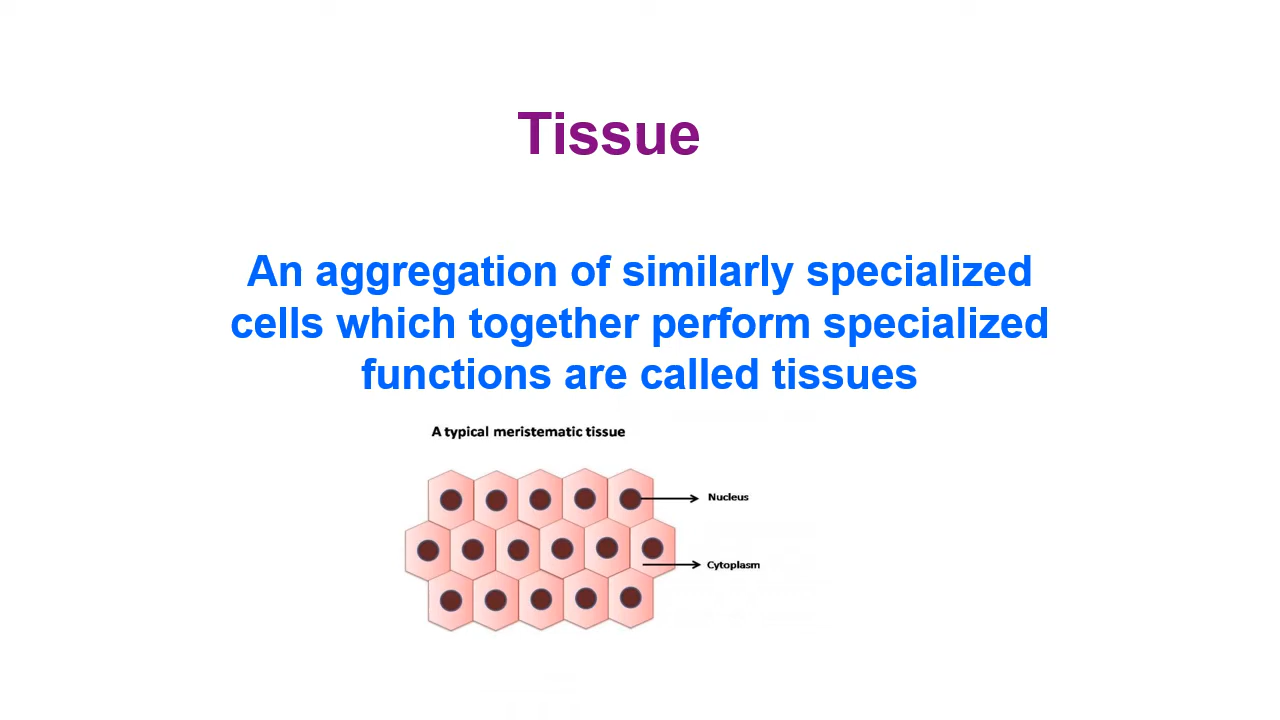 Tissue
An aggregation of similarly specialized
cells which together perform specialized
functions are called tissues
A typical meristematic tissue
Nucleus
Cytoplasm